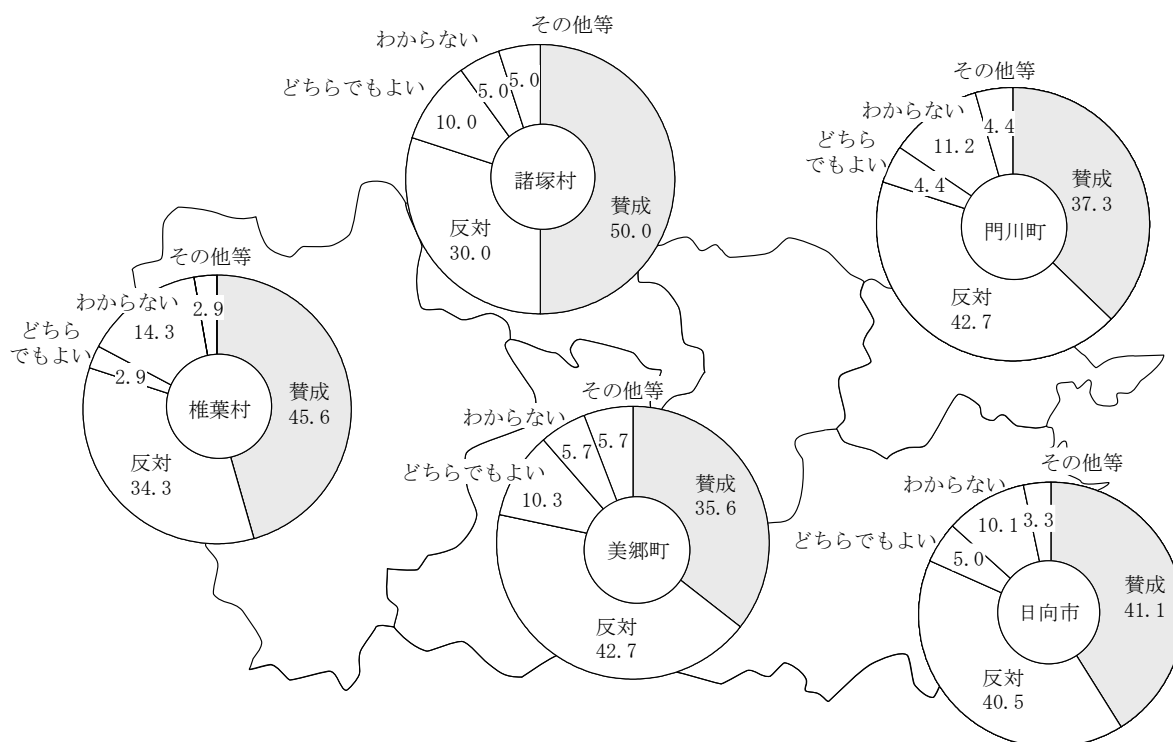 その他等
わからない
どちらでもよい
5.0
5.0
10.0
諸塚村
賛成
50.0
反対
30.0
その他等
わからない
どちら
でもよい
4.4
11.2
4.4
門川町
賛成
37.3
反対
42.7
その他等
わからない
どちら
でもよい
2.9
14.3
2.9
椎葉村
賛成
45.6
反対
34.3
その他等
わからない
どちらでもよい
5.7
5.7
10.3
美郷町
賛成
35.6
反対
42.7
その他等
わからない
どちらでもよい
3.3
10.1
5.0
日向市
賛成
41.1
反対
40.5